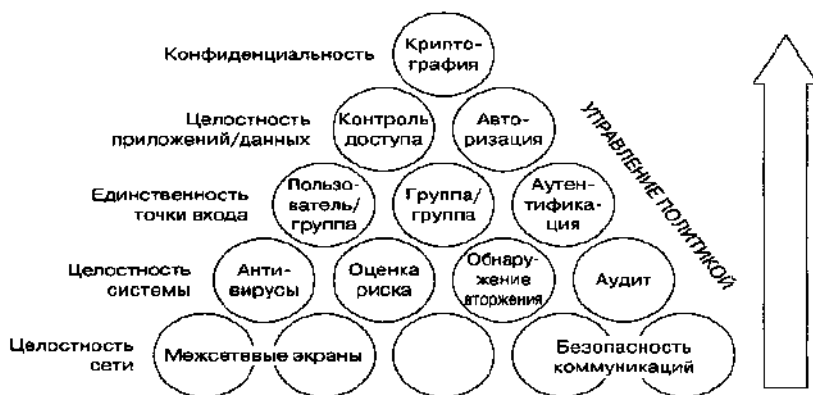 Конфиденциальность
Крипто-
графия
Целостность
приложений/данных
Контроль
доступа
Авто-
ризация
Единственность
точки входа
Пользо-
ватель/
группа
Группа/
группа
Аутен-
тифика-
ция
УПРАВЛЕНИЕ ПОЛИТИКОЙ
Целостность
системы
Анти-
вирусы
Оценка
риска
Обнару-
жение
вторжения
Аудит
Целостность
сети
Межсетевые экраны
Безопасность
коммуникаций